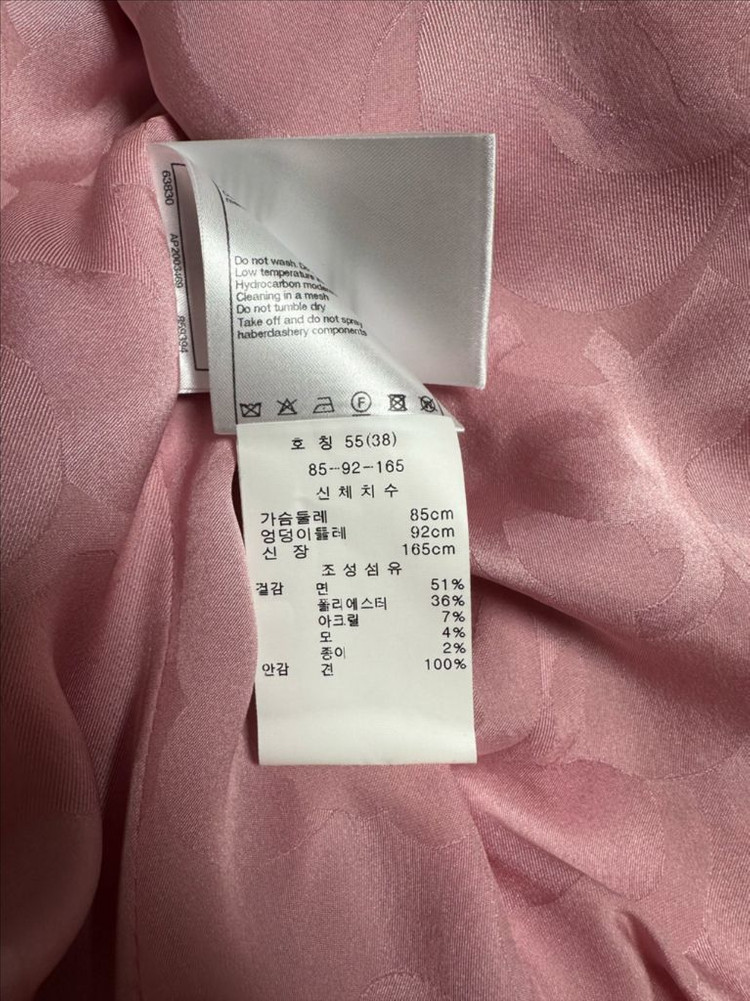 63830
AP200
Do not wash.
Low temperature
Hydrocarbon
Cleaning in a mesh
Do not tumble dry
Take off and do not spray
haberdashery components
F
호 칭 55(38)
85-92-165
신 체 치 수
가슴둘레 85cm
엉덩이둘레 92cm
신 장 165cm
조 성 섬 유
겉감 면 51%
폴리에스터 36%
아크릴 7%
모 4%
종이 2%
안감 견 100%